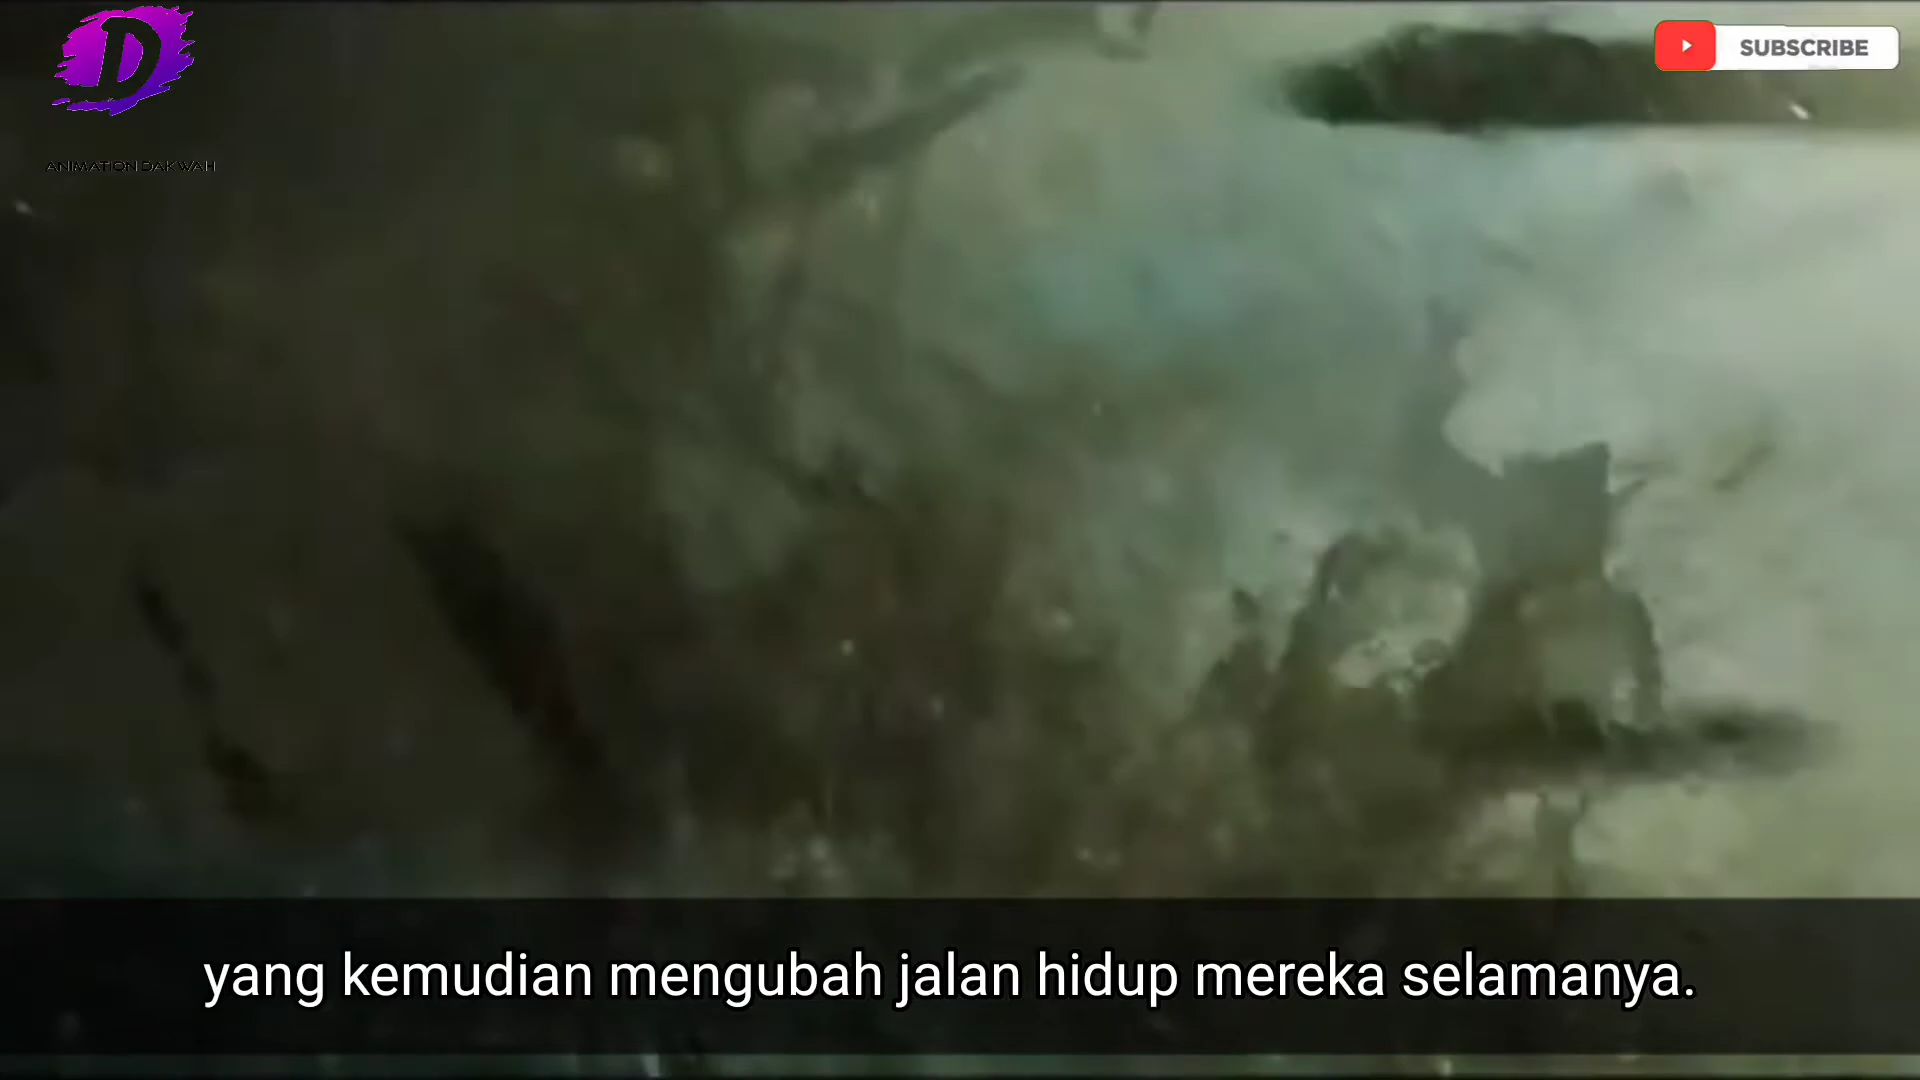 D
SUBSCRIBE
ANIMATION DAKWAH
yang kemudian mengubah jalan hidup mereka selamanya.